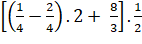 [(1/4 − 2/4) . 2 + 8/3] . 1/2